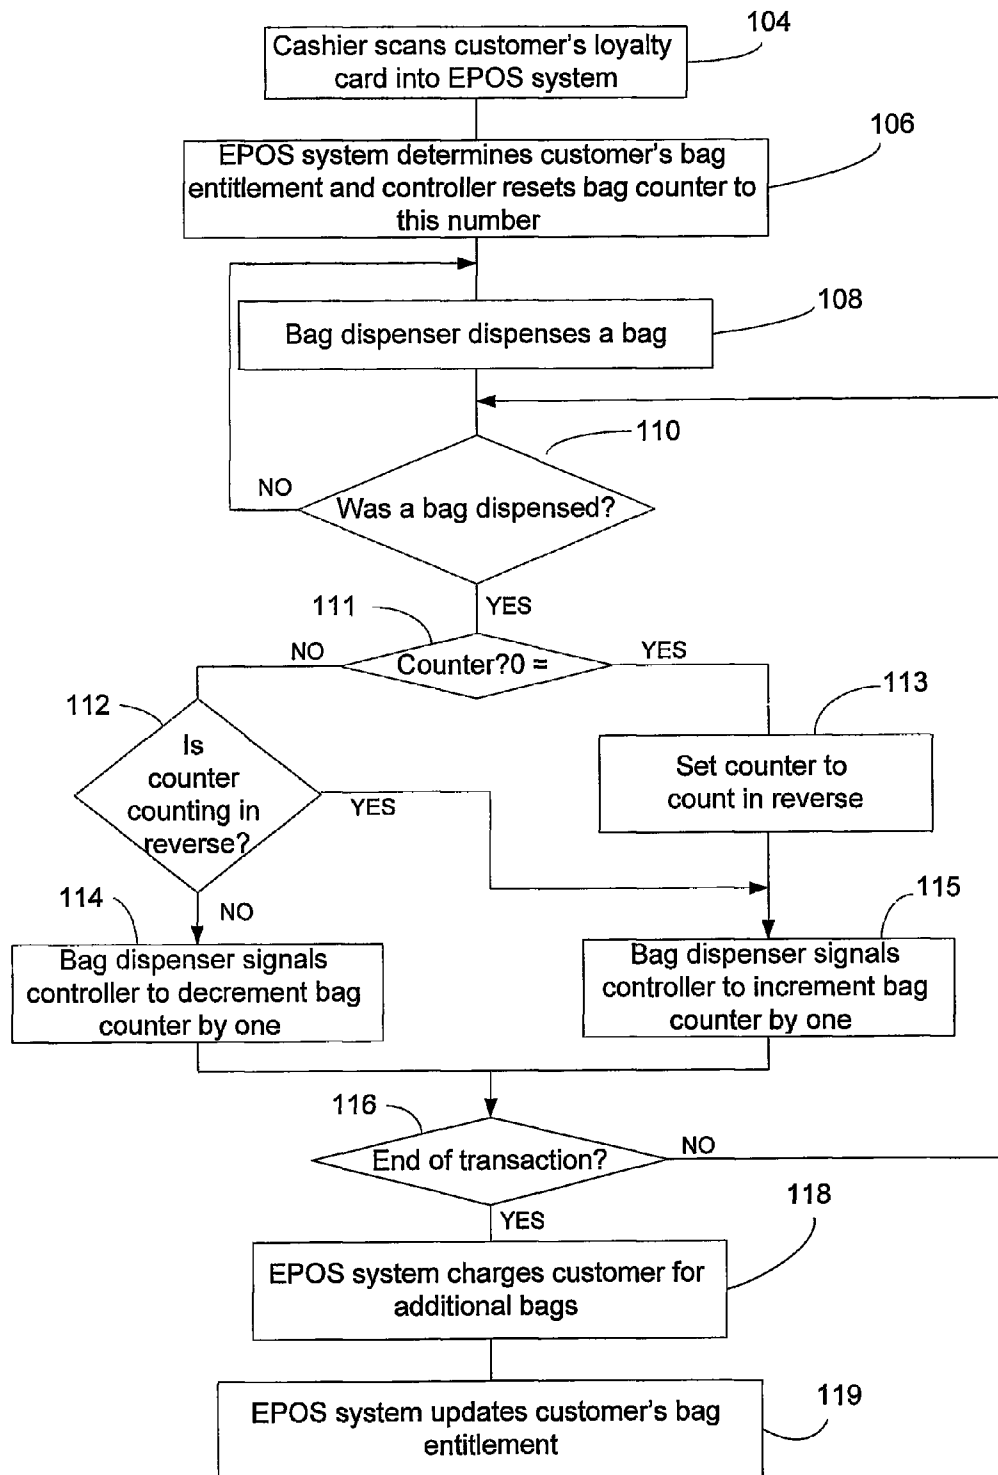 104
Cashier scans customer's loyalty
card into EPOS system
106
EPOS system determines customer's bag
entitlement and controller resets bag counter to
this number
108
Bag dispenser dispenses a bag
110
NO
Was a bag dispensed?
YES
111
NO
Counter?0 =
YES
112
113
Is
counter
counting in
reverse?
YES
Set counter to
count in reverse
114
NO
115
Bag dispenser signals
controller to decrement bag
counter by one
Bag dispenser signals
controller to increment bag
counter by one
116
End of transaction?
NO
YES
118
EPOS system charges customer for
additional bags
119
EPOS system updates customer's bag
entitlement